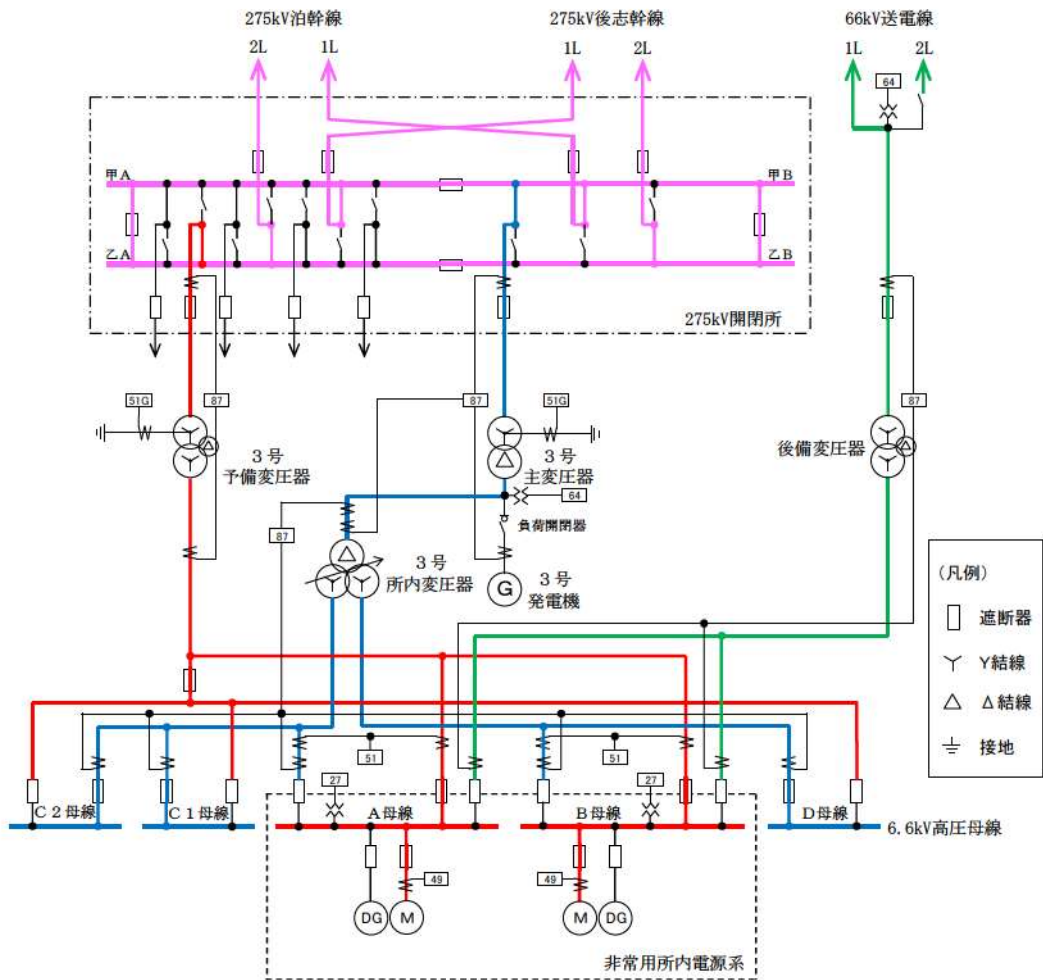 275kV泊幹線
275kV後志幹線
66kV送電線
2L
1L
1L
2L
1L
2L
64
甲A
甲B
乙A
乙B
275kV開閉所
51G
87
87
51G
87
3号
予備変圧器
3号
主変圧器
後備変圧器
64
87
負荷開閉器
3号
所内変圧器
G
3号
発電機
(凡例)
遮断器
Y結線
Δ結線
接地
51
51
27
27
C2母線
C1母線
A母線
B母線
D母線
6.6kV高圧母線
49
49
DG
M
M
DG
非常用所内電源系